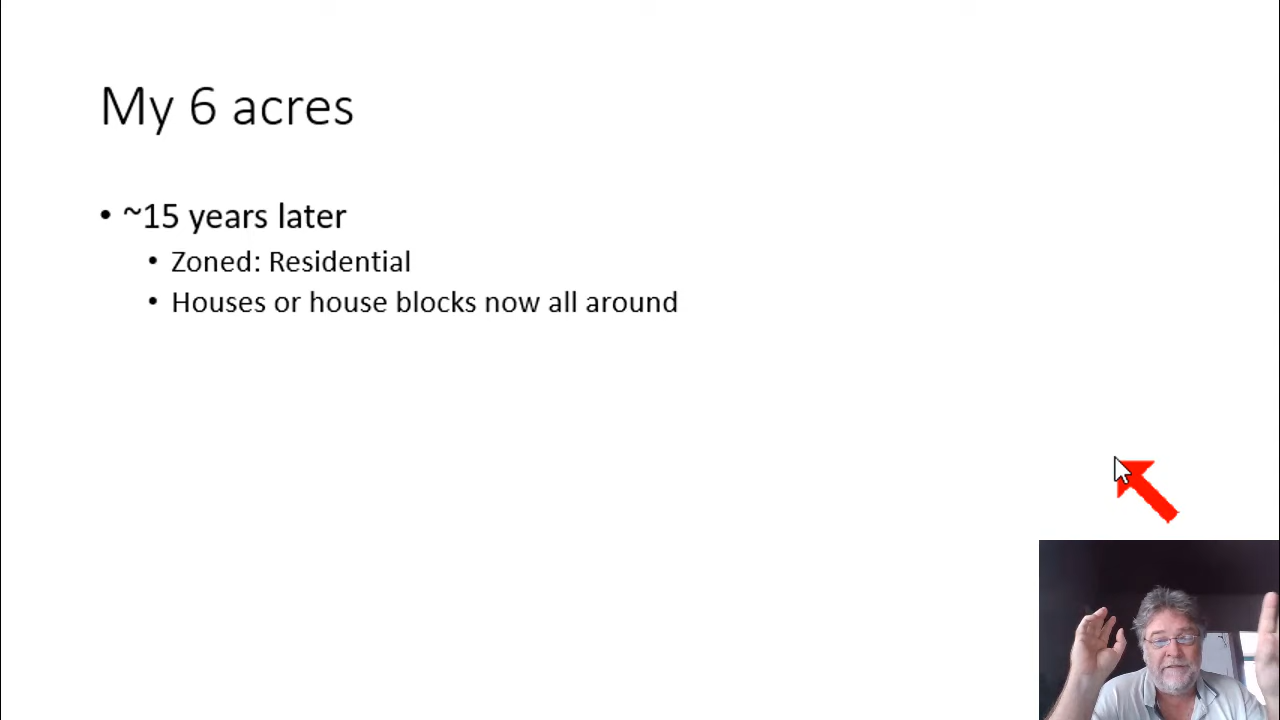 My 6 acres
• ~15 years later
• Zoned: Residential
• Houses or house blocks now all around